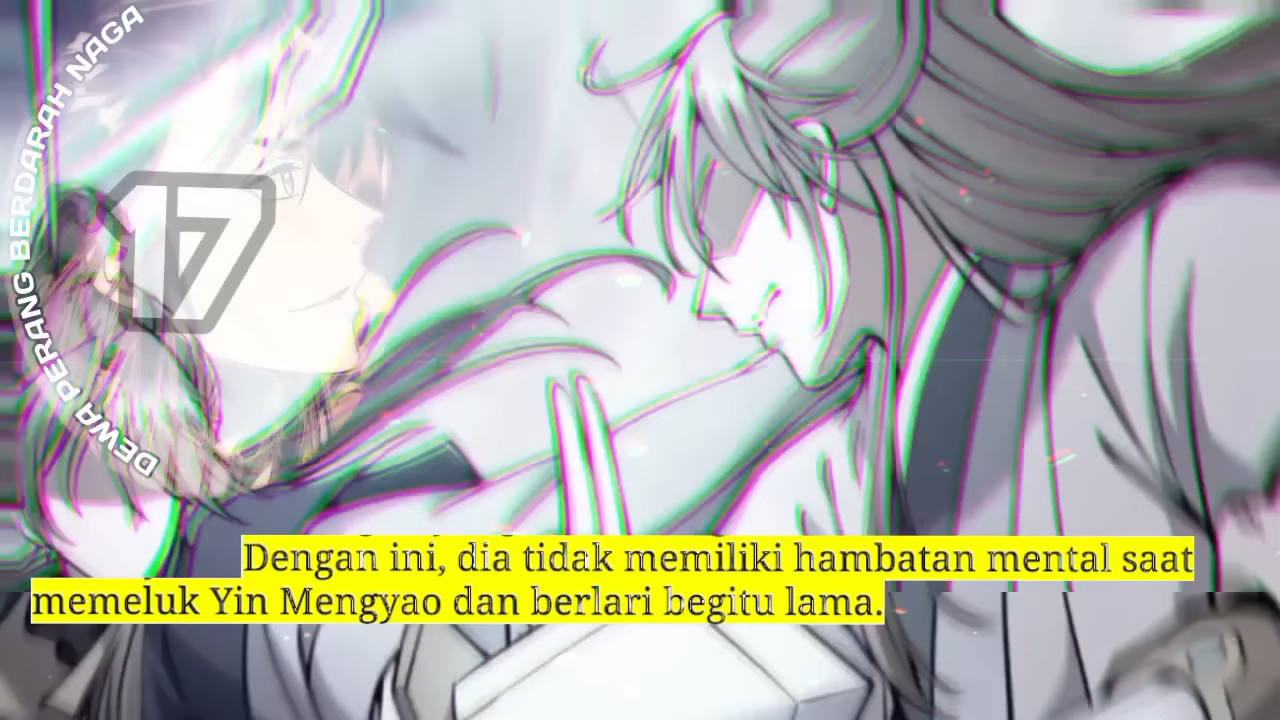 DEWA PERANG BERDARAH NAGA
17
Dengan ini, dia tidak memiliki hambatan mental saat
memeluk Yin Mengyao dan berlari begitu lama.